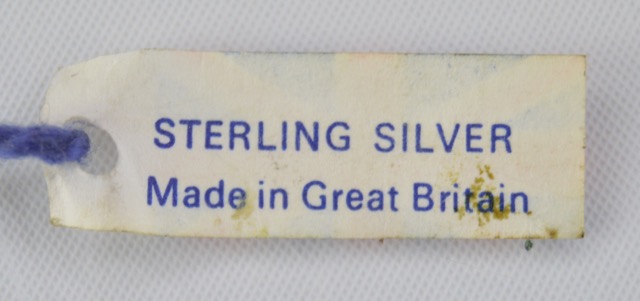 STERLING SILVER
Made in Great Britain